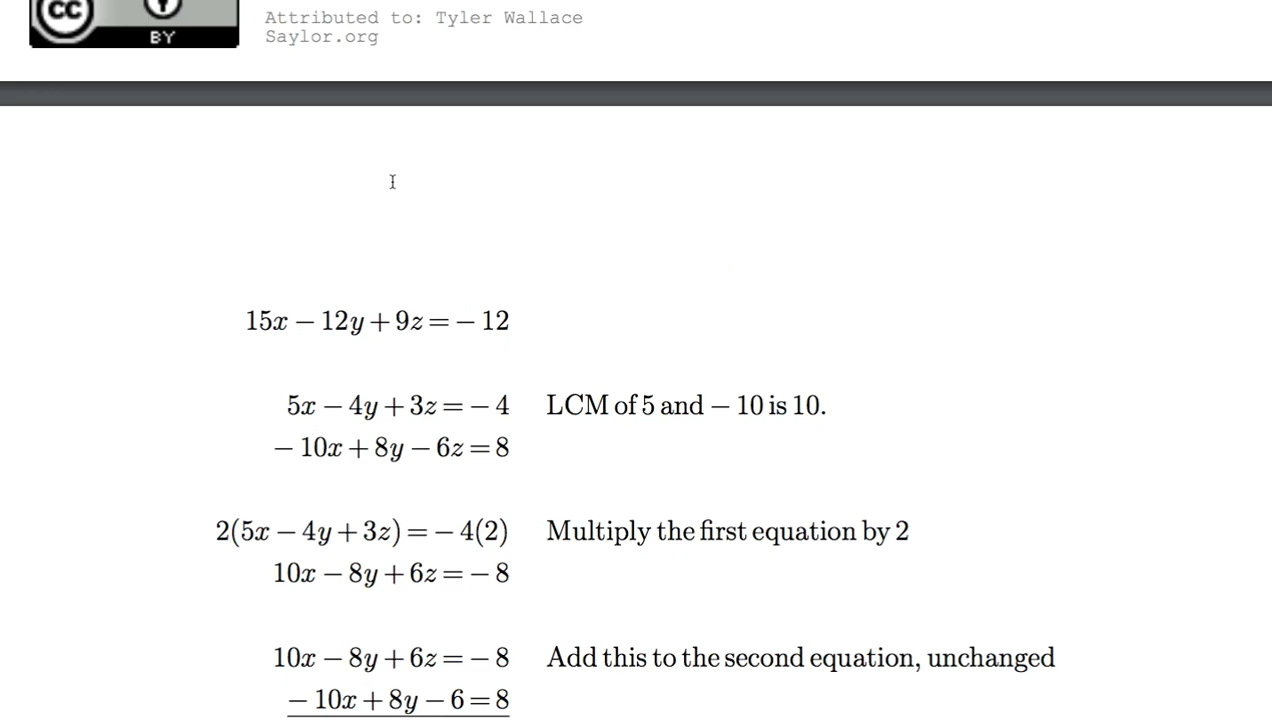 CC
BY
Attributed to: Tyler Wallace
Saylor.org
15x − 12y + 9z = − 12
5x − 4y + 3z = − 4 LCM of 5 and − 10 is 10.
− 10x + 8y − 6z = 8
2(5x − 4y + 3z) = − 4(2) Multiply the first equation by 2
10x − 8y + 6z = − 8
10x − 8y + 6z = − 8 Add this to the second equation, unchanged
− 10x + 8y − 6 = 8